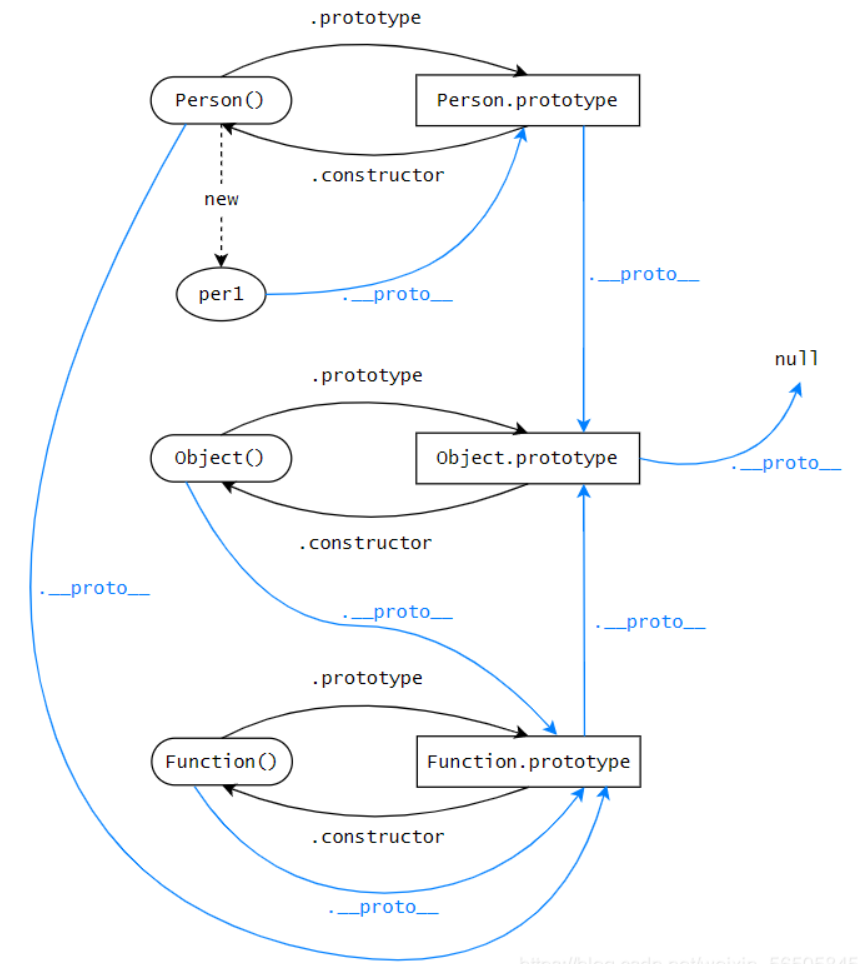 .prototype
Person()
Person.prototype
.constructor
new
per1
.__proto__
.__proto__
null
.prototype
Object()
Object.prototype
.__proto__
.constructor
.__proto__
.__proto__
.__proto__
.prototype
Function()
Function.prototype
.constructor
.__proto__